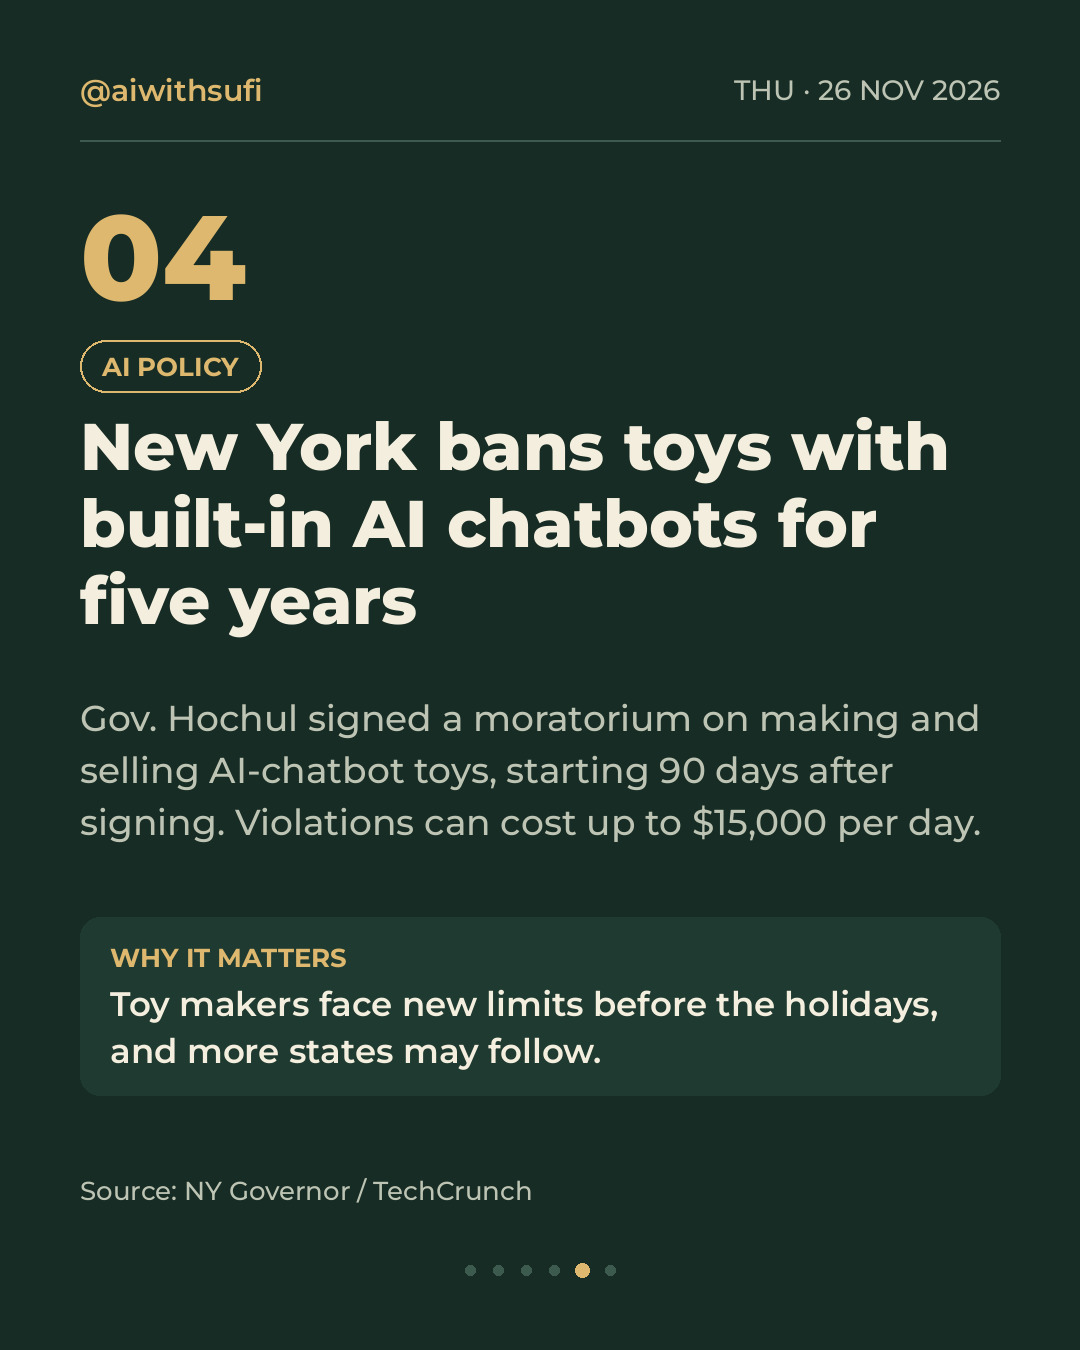 @aiwithsufi
THU · 26 NOV 2026
04
AI POLICY
New York bans toys with
built-in AI chatbots for
five years
Gov. Hochul signed a moratorium on making and
selling AI-chatbot toys, starting 90 days after
signing. Violations can cost up to $15,000 per day.
WHY IT MATTERS
Toy makers face new limits before the holidays,
and more states may follow.
Source: NY Governor / TechCrunch